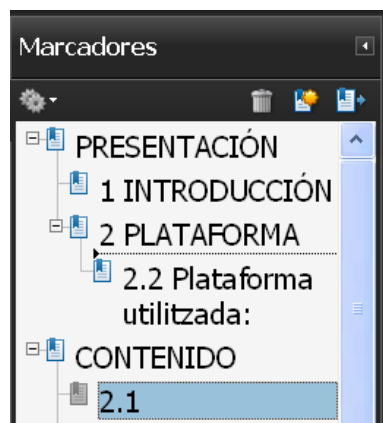 Marcadores
PRESENTACIÓN
1 INTRODUCCIÓN
2 PLATAFORMA
2.2 Plataforma
utilitzada:
CONTENIDO
2.1